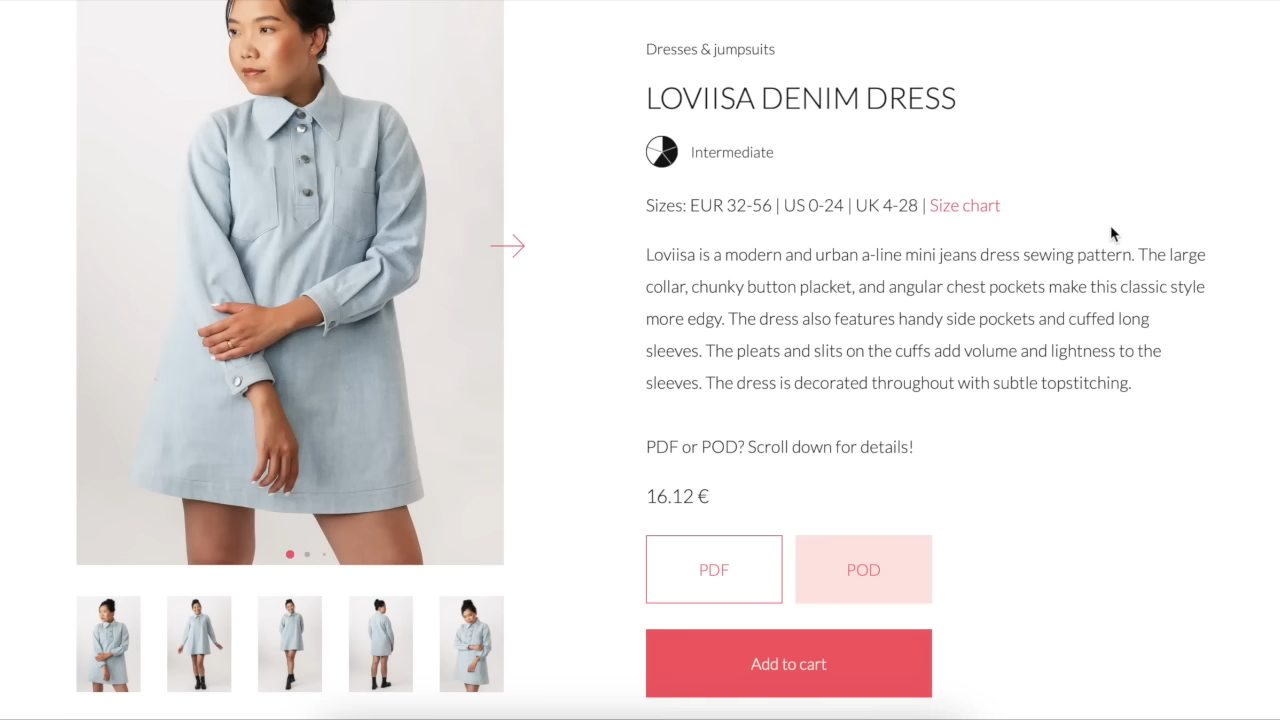 Dresses & jumpsuits
LOVIISA DENIM DRESS
Intermediate
Sizes: EUR 32-56 | US 0-24 | UK 4-28 | Size chart
Loviisa is a modern and urban a-line mini jeans dress sewing pattern. The large
collar, chunky button placket, and angular chest pockets make this classic style
more edgy. The dress also features handy side pockets and cuffed long
sleeves. The pleats and slits on the cuffs add volume and lightness to the
sleeves. The dress is decorated throughout with subtle topstitching.
PDF or POD? Scroll down for details!
16.12 €
PDF POD
Add to cart